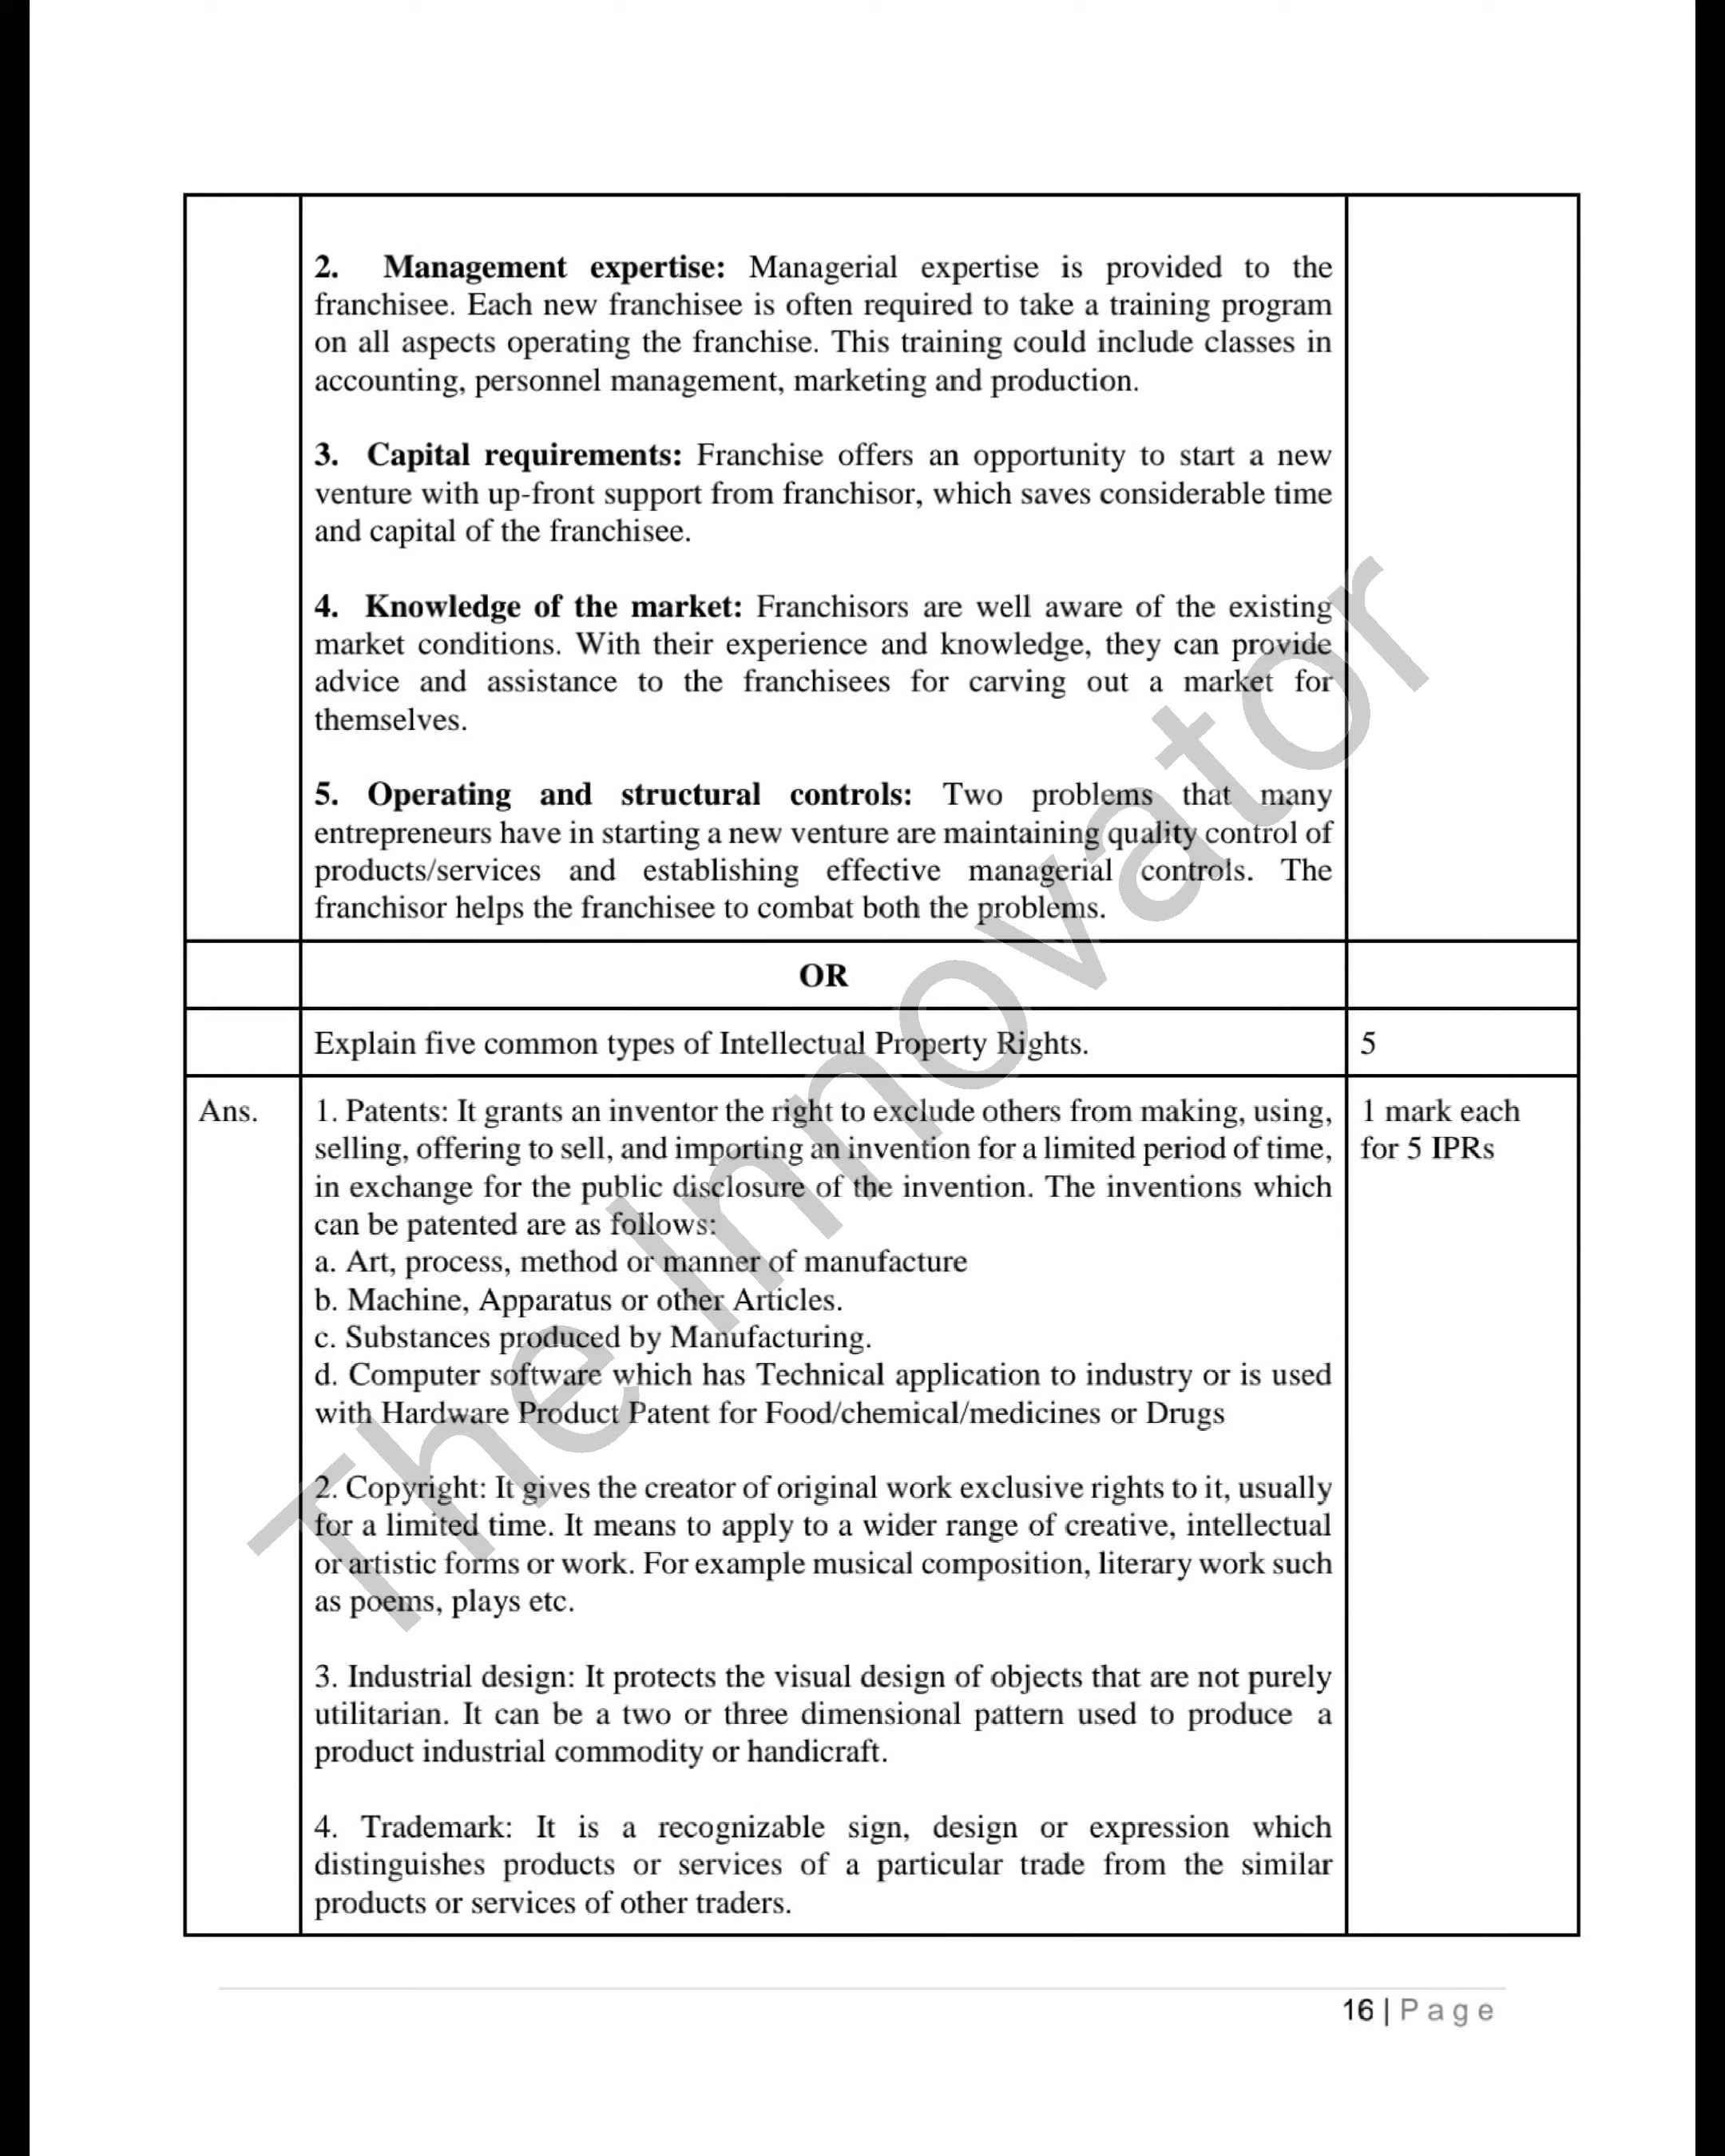 2. Management expertise: Managerial expertise is provided to the
franchisee. Each new franchisee is often required to take a training program
on all aspects operating the franchise. This training could include classes in
accounting, personnel management, marketing and production.
3. Capital requirements: Franchise offers an opportunity to start a new
venture with up-front support from franchisor, which saves considerable time
and capital of the franchisee.
4. Knowledge of the market: Franchisors are well aware of the existing
market conditions. With their experience and knowledge, they can provide
advice and assistance to the franchisees for carving out a market for
themselves.
5. Operating and structural controls: Two problems that many
entrepreneurs have in starting a new venture are maintaining quality control of
products/services and establishing effective managerial controls. The
franchisor helps the franchisee to combat both the problems.
OR
Explain five common types of Intellectual Property Rights. 5
Ans. 1. Patents: It grants an inventor the right to exclude others from making, using, 1 mark each
selling, offering to sell, and importing an invention for a limited period of time, for 5 IPRs
in exchange for the public disclosure of the invention. The inventions which
can be patented are as follows:
a. Art, process, method or manner of manufacture
b. Machine, Apparatus or other Articles.
c. Substances produced by Manufacturing.
d. Computer software which has Technical application to industry or is used
with Hardware Product Patent for Food/chemical/medicines or Drugs
2. Copyright: It gives the creator of original work exclusive rights to it, usually
for a limited time. It means to apply to a wider range of creative, intellectual
or artistic forms or work. For example musical composition, literary work such
as poems, plays etc.
3. Industrial design: It protects the visual design of objects that are not purely
utilitarian. It can be a two or three dimensional pattern used to produce a
product industrial commodity or handicraft.
4. Trademark: It is a recognizable sign, design or expression which
distinguishes products or services of a particular trade from the similar
products or services of other traders.
The Innovator
16 | Page